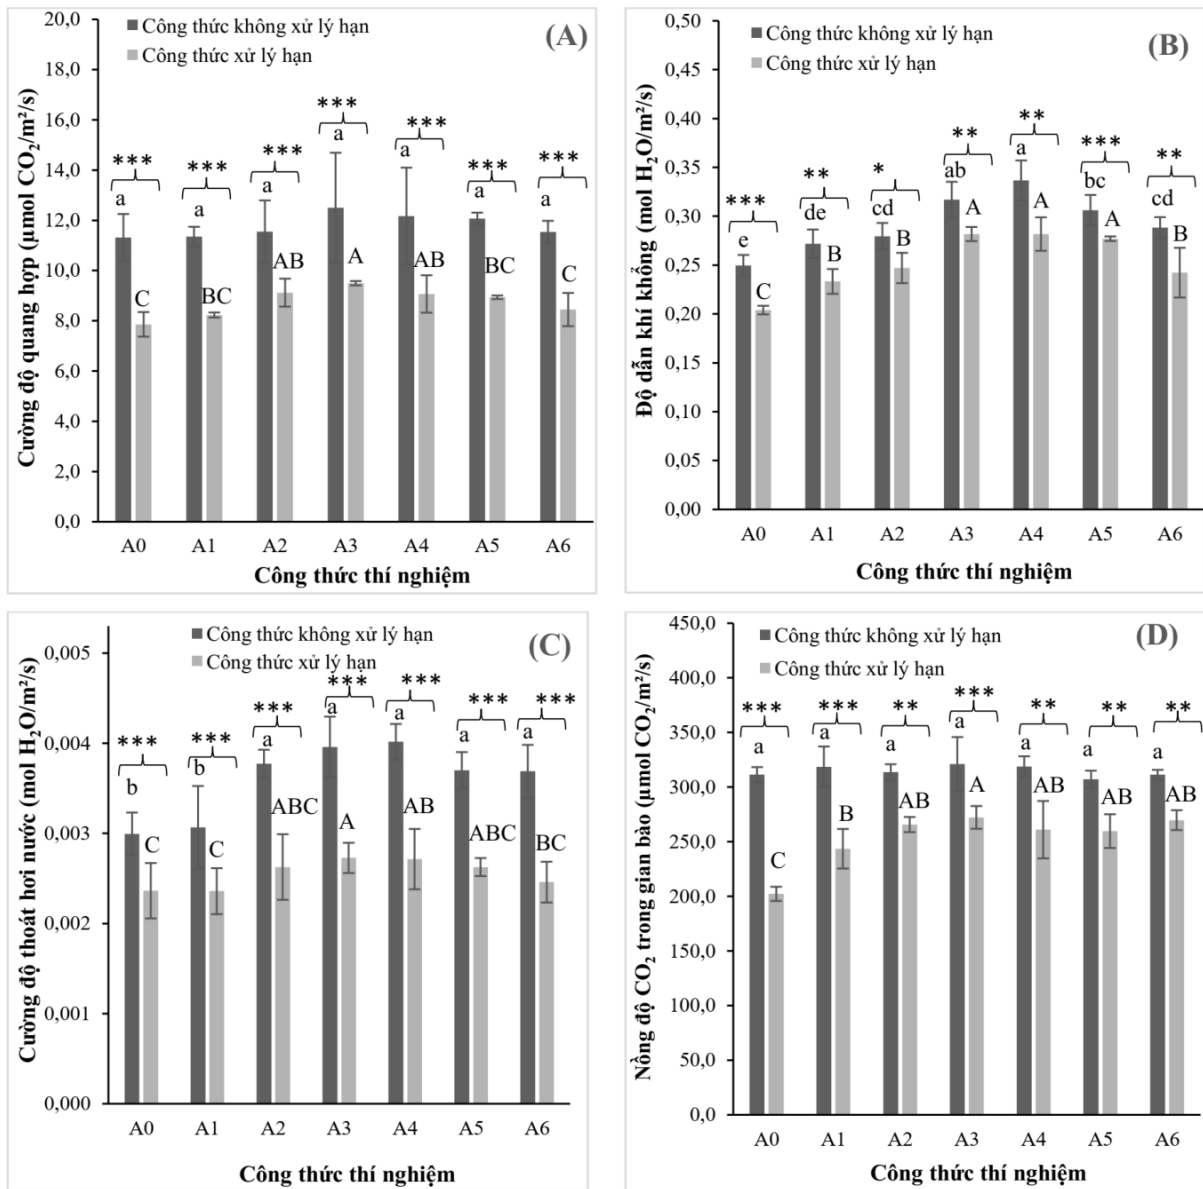 20,0
18,0
16,0
14,0
12,0
10,0
8,0
6,0
4,0
2,0
0,0
Cường độ quang hợp (µmol CO₂/m²/s)
Công thức không xử lý hạn
Công thức xử lý hạn
(A)
*** *** *** *** *** *** ***
a a a a a a a
C BC AB A AB BC C
A0 A1 A2 A3 A4 A5 A6
Công thức thí nghiệm
0,50
0,45
0,40
0,35
0,30
0,25
0,20
0,15
0,10
0,05
0,00
Độ dẫn khí khổng (mol H₂O/m²/s)
Công thức không xử lý hạn
Công thức xử lý hạn
(B)
*** ** * ** ** *** **
e de cd ab a bc cd
C B B A A A B
A0 A1 A2 A3 A4 A5 A6
Công thức thí nghiệm
0,005
0,004
0,003
0,002
0,001
0,000
Cường độ thoát hơi nước (mol H₂O/m²/s)
Công thức không xử lý hạn
Công thức xử lý hạn
(C)
*** *** *** *** *** *** ***
b b a a a a a
C C ABC A AB ABC BC
A0 A1 A2 A3 A4 A5 A6
Công thức thí nghiệm
450,0
400,0
350,0
300,0
250,0
200,0
150,0
100,0
50,0
0,0
Nồng độ CO₂ trong gian bào (µmol CO₂/m²/s)
Công thức không xử lý hạn
Công thức xử lý hạn
(D)
*** *** ** *** ** ** **
a a a a a a a
C B AB A AB AB AB
A0 A1 A2 A3 A4 A5 A6
Công thức thí nghiệm